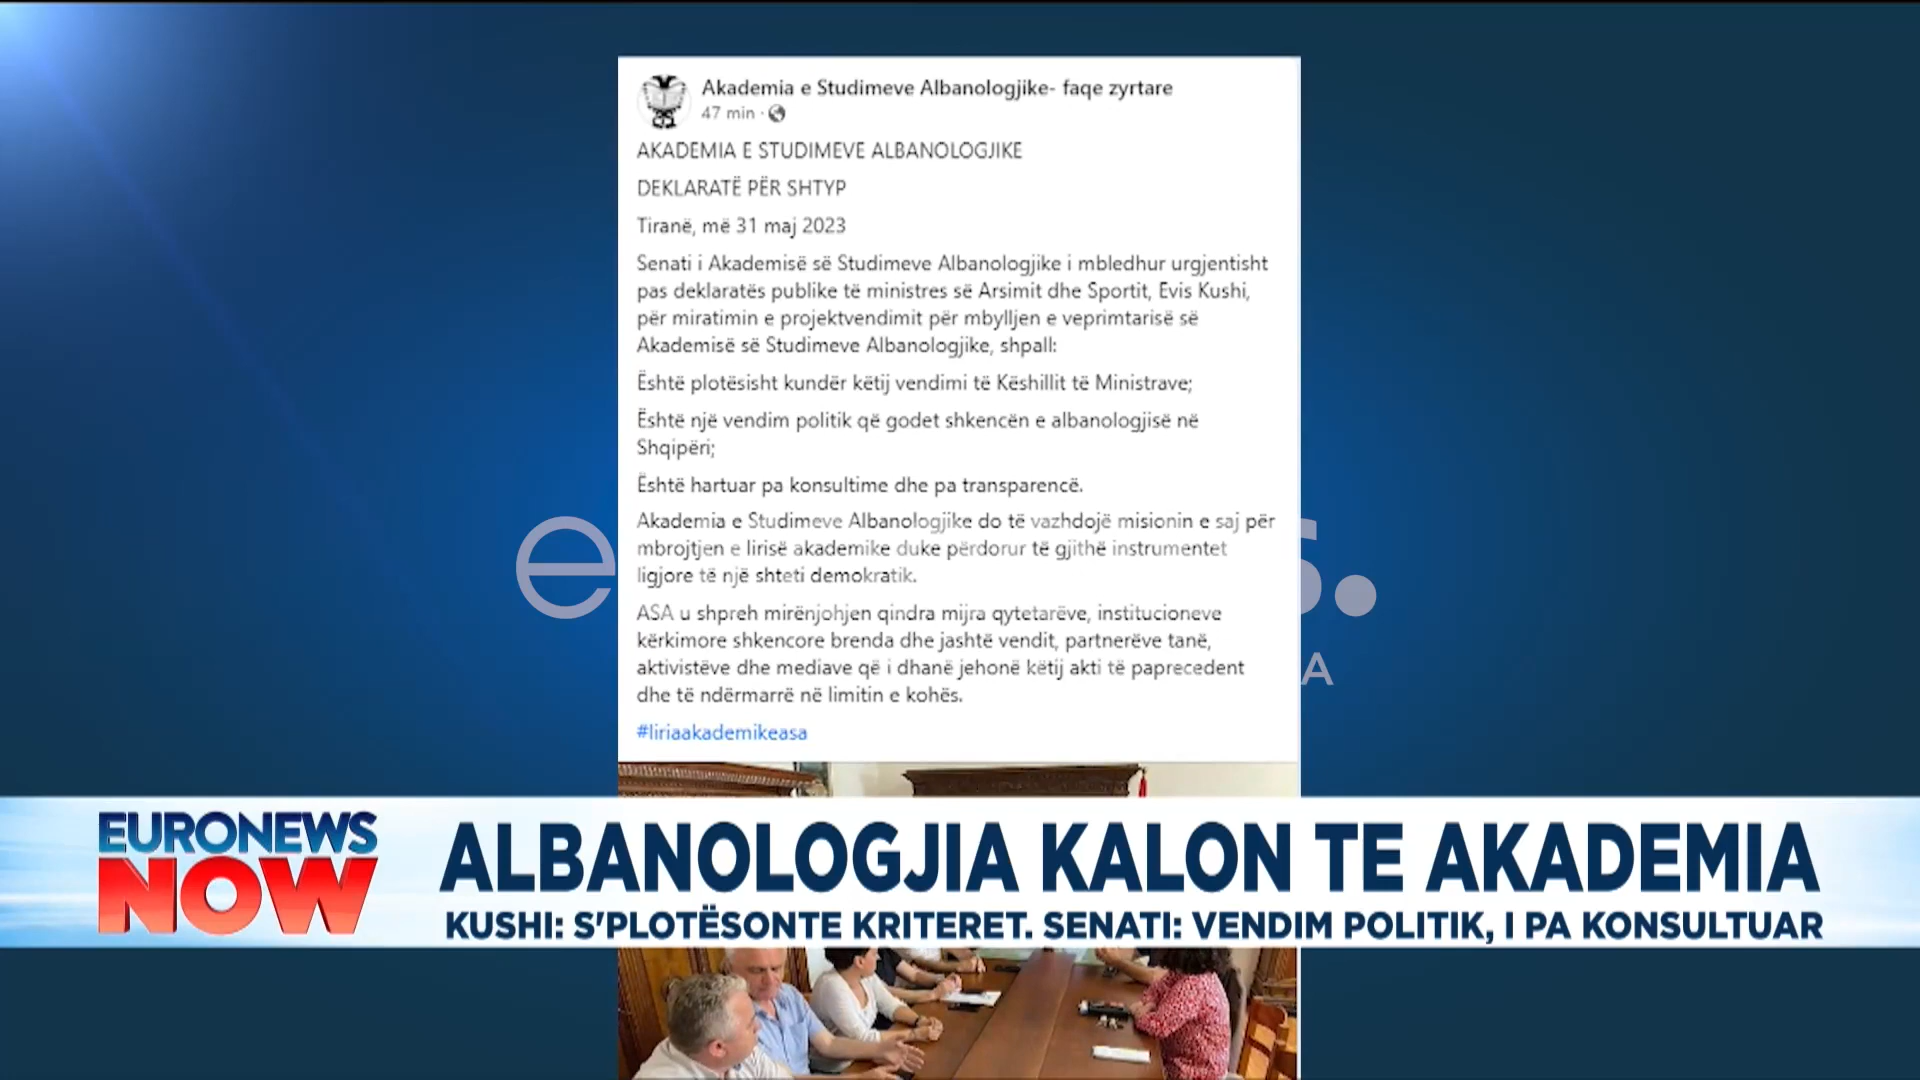 Akademia e Studimeve Albanologjike- faqe zyrtare
47 min ·
AKADEMIA E STUDIMEVE ALBANOLOGJIKE
DEKLARATË PËR SHTYP
Tiranë, më 31 maj 2023
Senati i Akademisë së Studimeve Albanologjike i mbledhur urgjentisht
pas deklaratës publike të ministres së Arsimit dhe Sportit, Evis Kushi,
për miratimin e projektvendimit për mbylljen e veprimtarisë së
Akademisë së Studimeve Albanologjike, shpall:
Është plotësisht kundër këtij vendimi të Këshillit të Ministrave;
Është një vendim politik që godet shkencën e albanologjisë në
Shqipëri;
Është hartuar pa konsultime dhe pa transparencë.
Akademia e Studimeve Albanologjike do të vazhdojë misionin e saj për
mbrojtjen e lirisë akademike duke përdorur të gjithë instrumentet
ligjore të një shteti demokratik.
ASA u shpreh mirënjohjen qindra mijra qytetarëve, institucioneve
kërkimore shkencore brenda dhe jashtë vendit, partnerëve tanë,
aktivistëve dhe mediave që i dhanë jehonë këtij akti të paprecedent
dhe të ndërmarrë në limitin e kohës.
#liriaakademikeasa
EURONEWS
NOW
ALBANOLOGJIA KALON TE AKADEMIA
KUSHI: S'PLOTËSONTE KRITERET. SENATI: VENDIM POLITIK, I PA KONSULTUAR